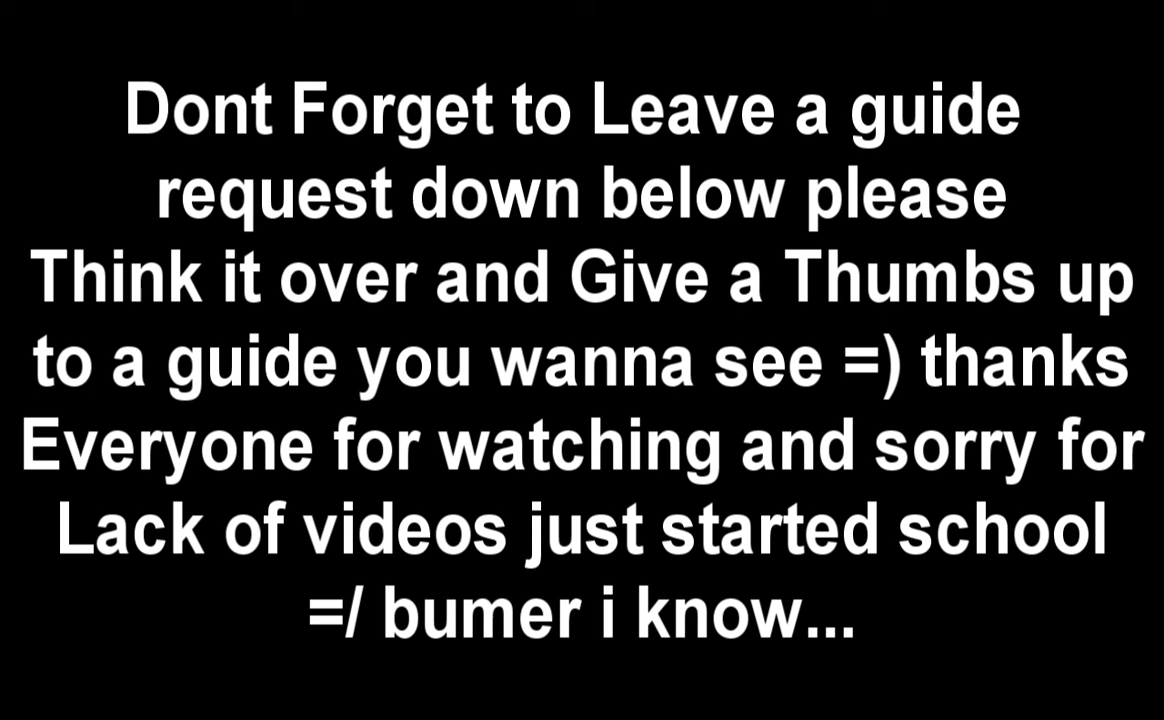 Dont Forget to Leave a guide
request down below please
Think it over and Give a Thumbs up
to a guide you wanna see =) thanks
Everyone for watching and sorry for
Lack of videos just started school
=/ bumer i know...